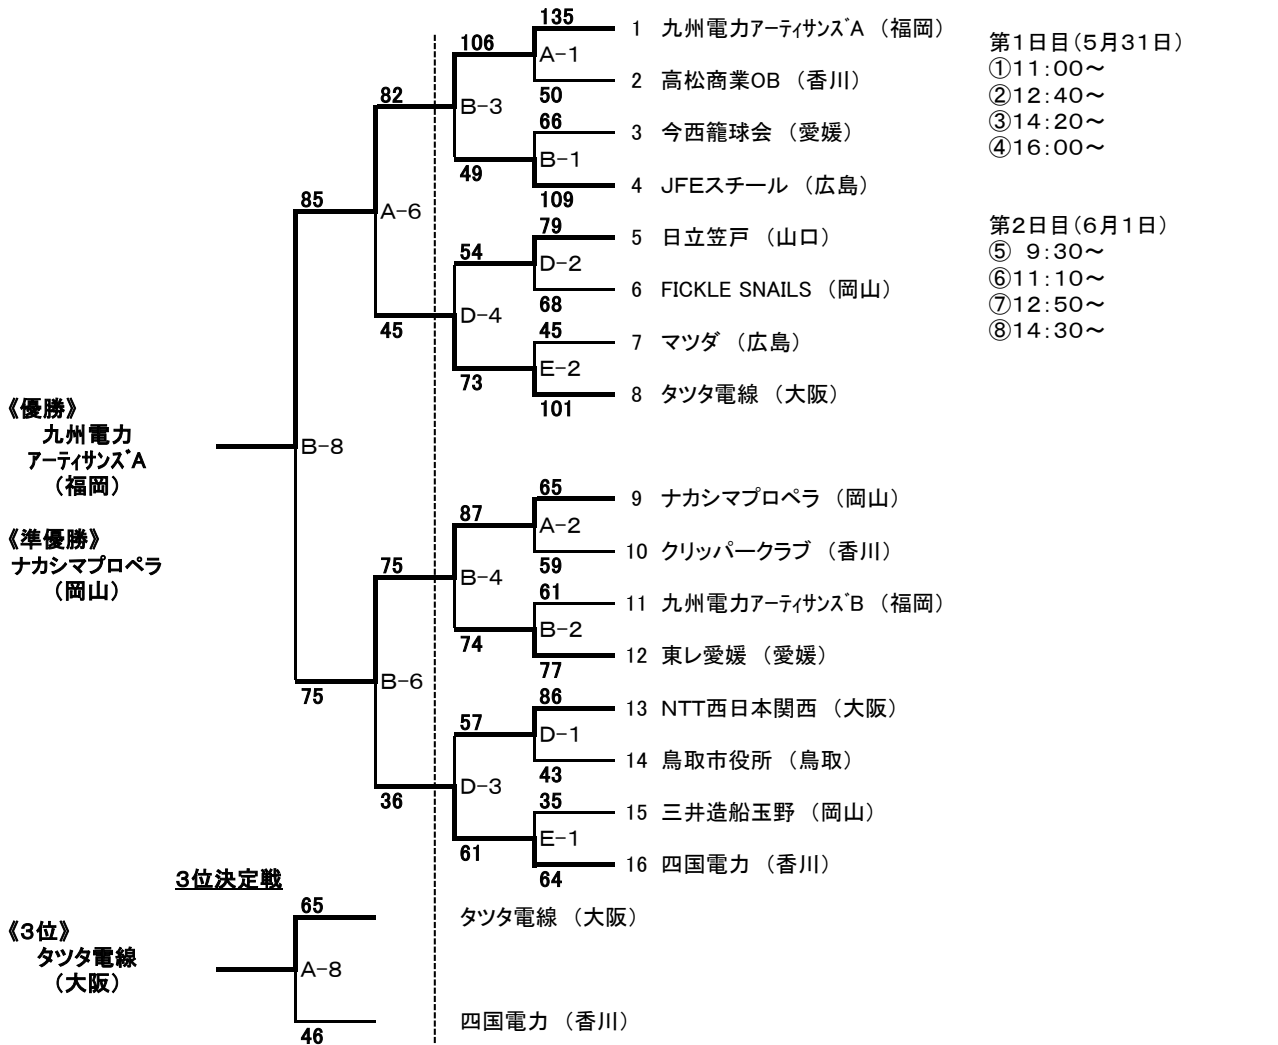 135
1 九州電力アーティサンズA (福岡)
106
A-1
2 高松商業OB (香川)
82
50
B-3
66
3 今西籠球会 (愛媛)
B-1
49
4 JFEスチール (広島)
109
85
A-6
79
5 日立笠戸 (山口)
54
D-2
6 FICKLE SNAILS (岡山)
68
D-4
45
45
7 マツダ (広島)
E-2
73
8 タツタ電線 (大阪)
101
第1日目(5月31日)
①11:00~
②12:40~
③14:20~
④16:00~
第2日目(6月1日)
⑤ 9:30~
⑥11:10~
⑦12:50~
⑧14:30~
《優勝》
九州電力
アーティサンズA
(福岡)
B-8
《準優勝》
ナカシマプロペラ
(岡山)
65
9 ナカシマプロペラ (岡山)
87
A-2
10 クリッパークラブ (香川)
75
59
B-4
61
11 九州電力アーティサンズB (福岡)
B-2
74
12 東レ愛媛 (愛媛)
77
75
B-6
86
13 NTT西日本関西 (大阪)
57
D-1
14 鳥取市役所 (鳥取)
43
D-3
36
35
15 三井造船玉野 (岡山)
E-1
61
16 四国電力 (香川)
64
3位決定戦
65
タツタ電線 (大阪)
《3位》
タツタ電線
(大阪)
A-8
四国電力 (香川)
46